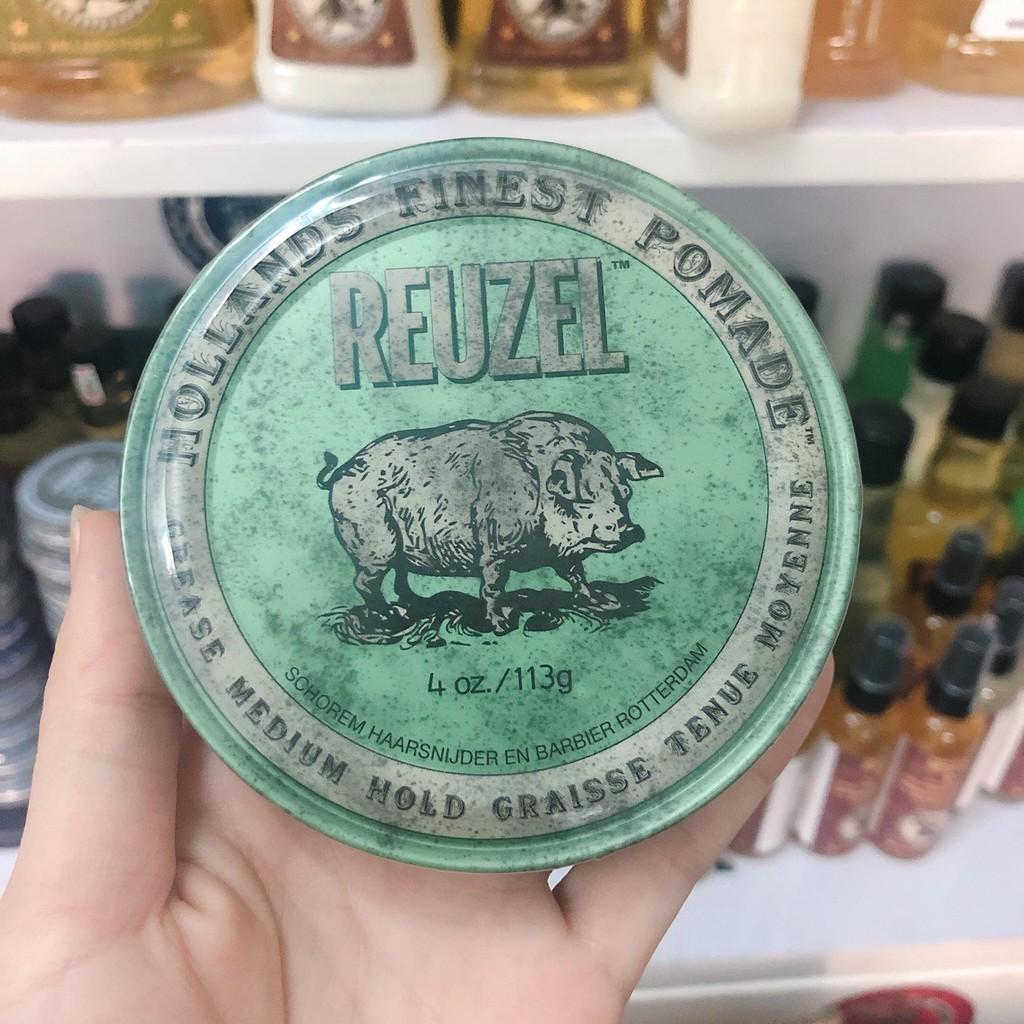 HOLLANDS FINEST POMADE™
REUZEL™
4 oz./113g
SCHOREM HAARSNIJDER EN BARBIER ROTTERDAM
GREASE MEDIUM HOLD GRAISSE TENUE MOYENNE